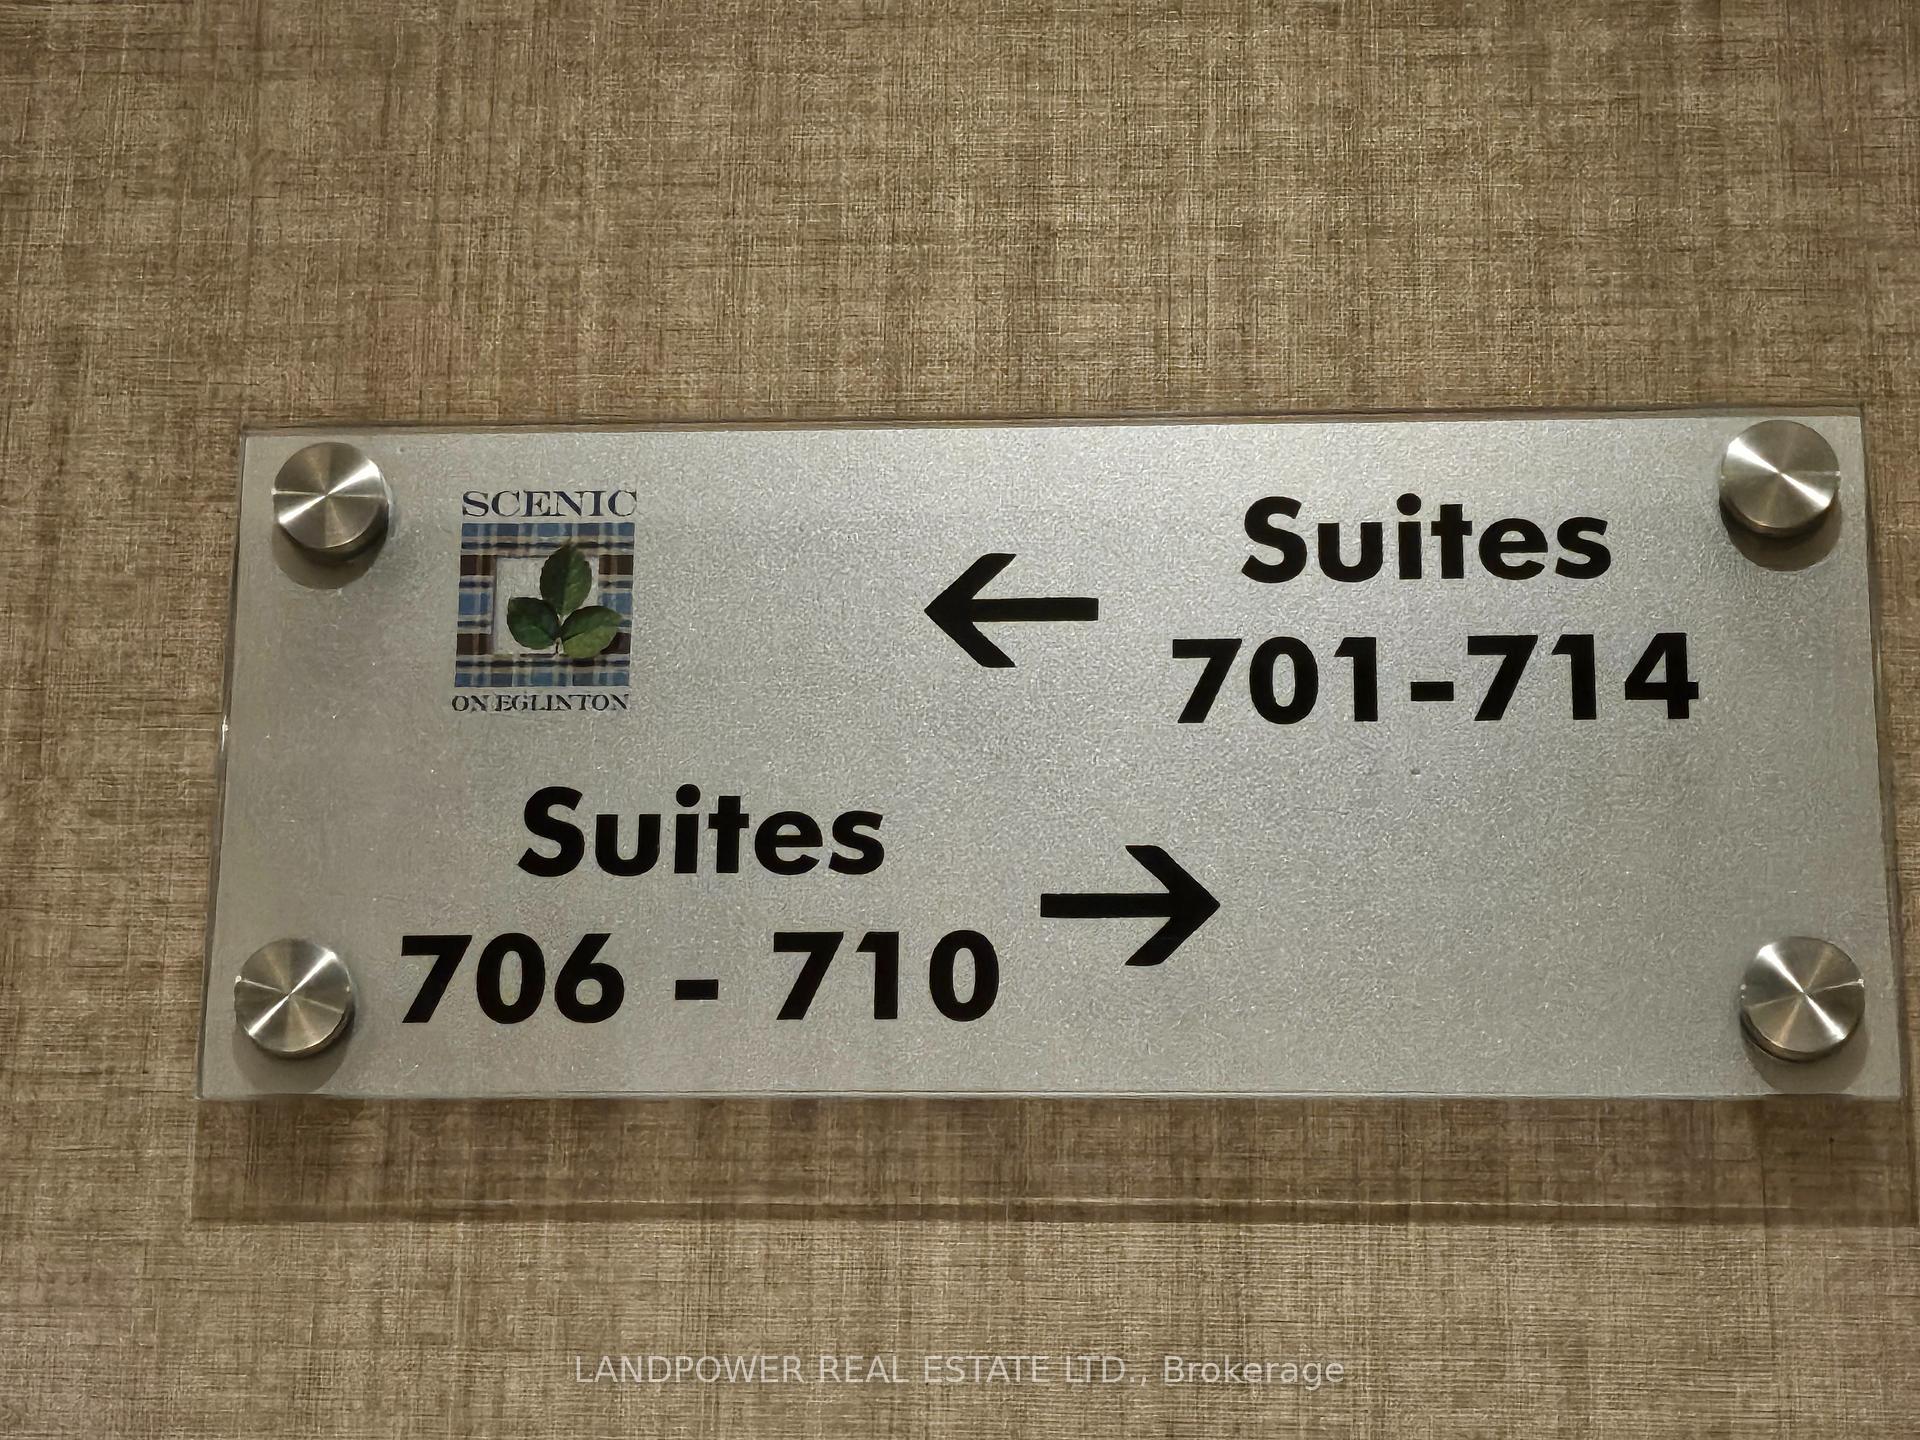 SCENIC
ON EGLINTON
Suites
701-714
Suites
706 - 710
LANDPOWER REAL ESTATE LTD., Brokerage